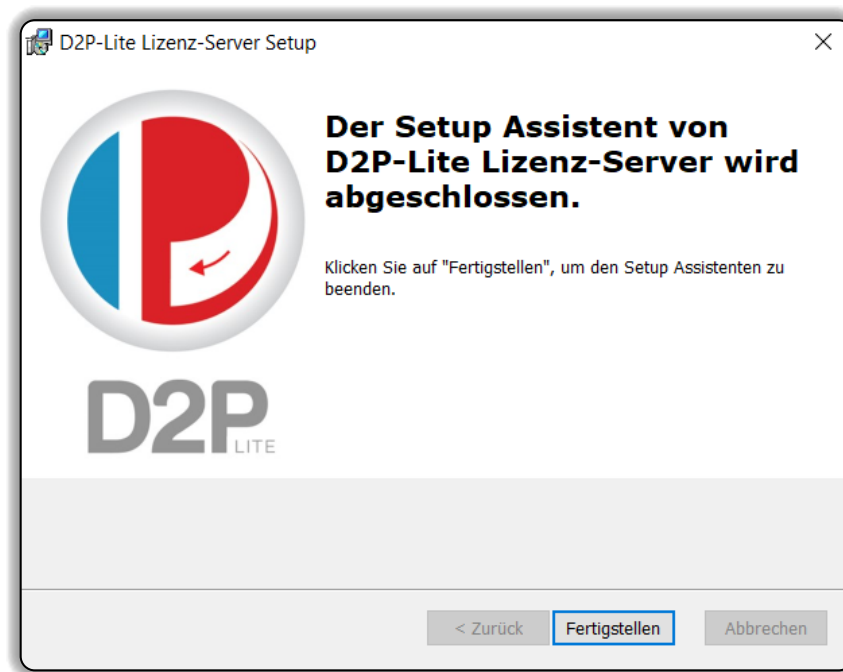 D2P-Lite Lizenz-Server Setup
Der Setup Assistent von
D2P-Lite Lizenz-Server wird
abgeschlossen.
Klicken Sie auf "Fertigstellen", um den Setup Assistenten zu
beenden.
D2P
LITE
< Zurück
Fertigstellen
Abbrechen